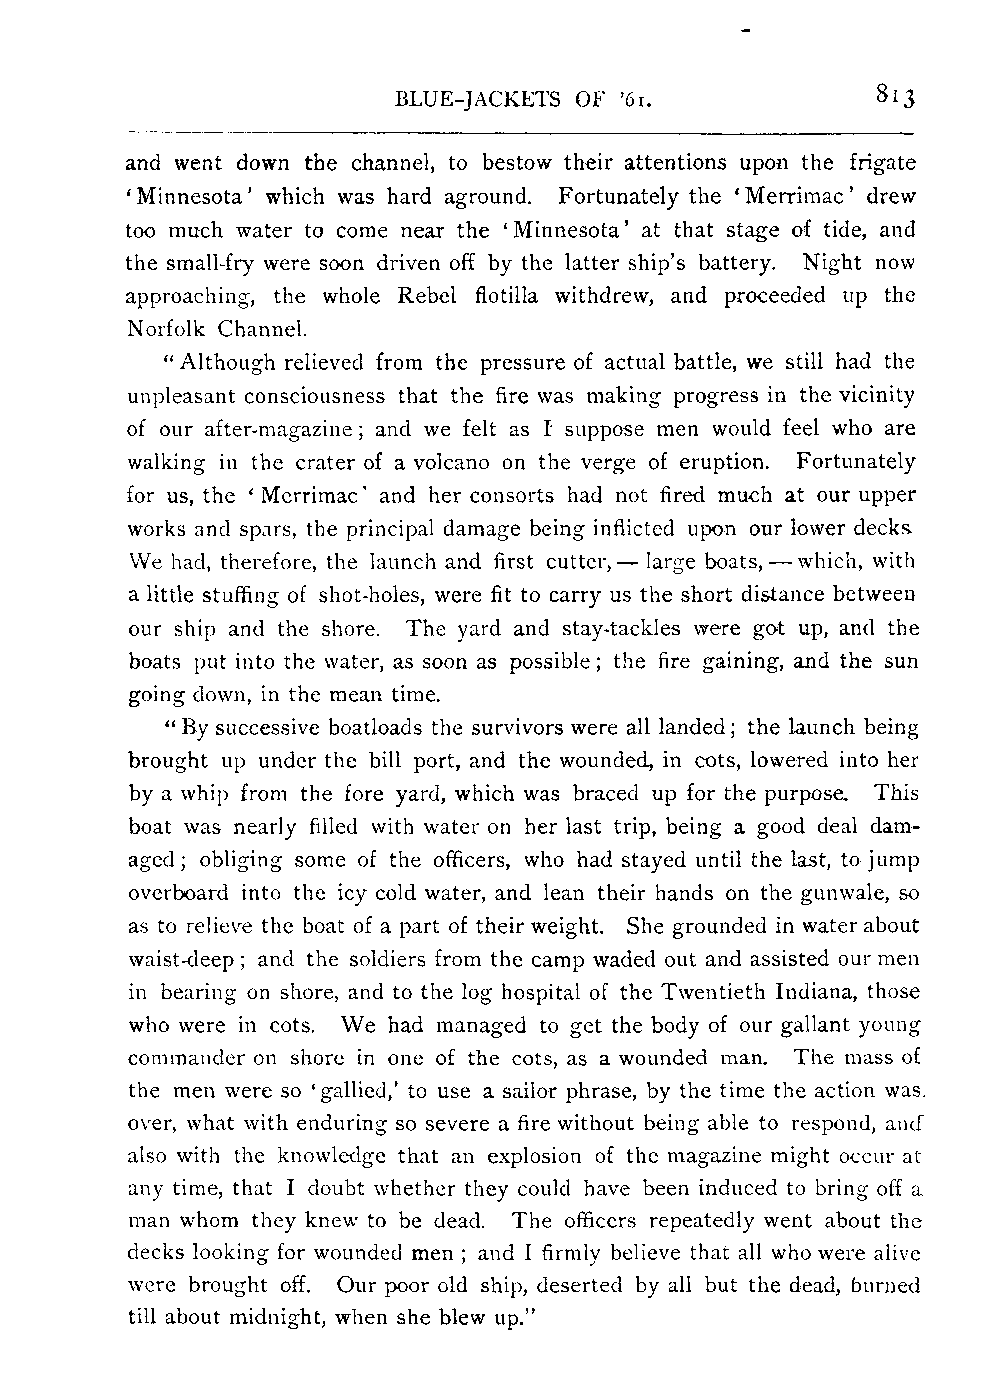 BLUE-JACKETS OF '61. 813
and went down the channel, to bestow their attentions upon the frigate
'Minnesota' which was hard aground. Fortunately the 'Merrimac' drew
too much water to come near the 'Minnesota' at that stage of tide, and
the small-fry were soon driven off by the latter ship's battery. Night now
approaching, the whole Rebel flotilla withdrew, and proceeded up the
Norfolk Channel.
"Although relieved from the pressure of actual battle, we still had the
unpleasant consciousness that the fire was making progress in the vicinity
of our after-magazine; and we felt as I suppose men would feel who are
walking in the crater of a volcano on the verge of eruption. Fortunately
for us, the 'Merrimac' and her consorts had not fired much at our upper
works and spars, the principal damage being inflicted upon our lower decks.
We had, therefore, the launch and first cutter, — large boats, — which, with
a little stuffing of shot-holes, were fit to carry us the short distance between
our ship and the shore. The yard and stay-tackles were got up, and the
boats put into the water, as soon as possible; the fire gaining, and the sun
going down, in the mean time.
"By successive boatloads the survivors were all landed; the launch being
brought up under the bill port, and the wounded, in cots, lowered into her
by a whip from the fore yard, which was braced up for the purpose. This
boat was nearly filled with water on her last trip, being a good deal dam-
aged; obliging some of the officers, who had stayed until the last, to jump
overboard into the icy cold water, and lean their hands on the gunwale, so
as to relieve the boat of a part of their weight. She grounded in water about
waist-deep; and the soldiers from the camp waded out and assisted our men
in bearing on shore, and to the log hospital of the Twentieth Indiana, those
who were in cots. We had managed to get the body of our gallant young
commander on shore in one of the cots, as a wounded man. The mass of
the men were so 'gallied,' to use a sailor phrase, by the time the action was
over, what with enduring so severe a fire without being able to respond, and
also with the knowledge that an explosion of the magazine might occur at
any time, that I doubt whether they could have been induced to bring off a
man whom they knew to be dead. The officers repeatedly went about the
decks looking for wounded men; and I firmly believe that all who were alive
were brought off. Our poor old ship, deserted by all but the dead, burned
till about midnight, when she blew up."